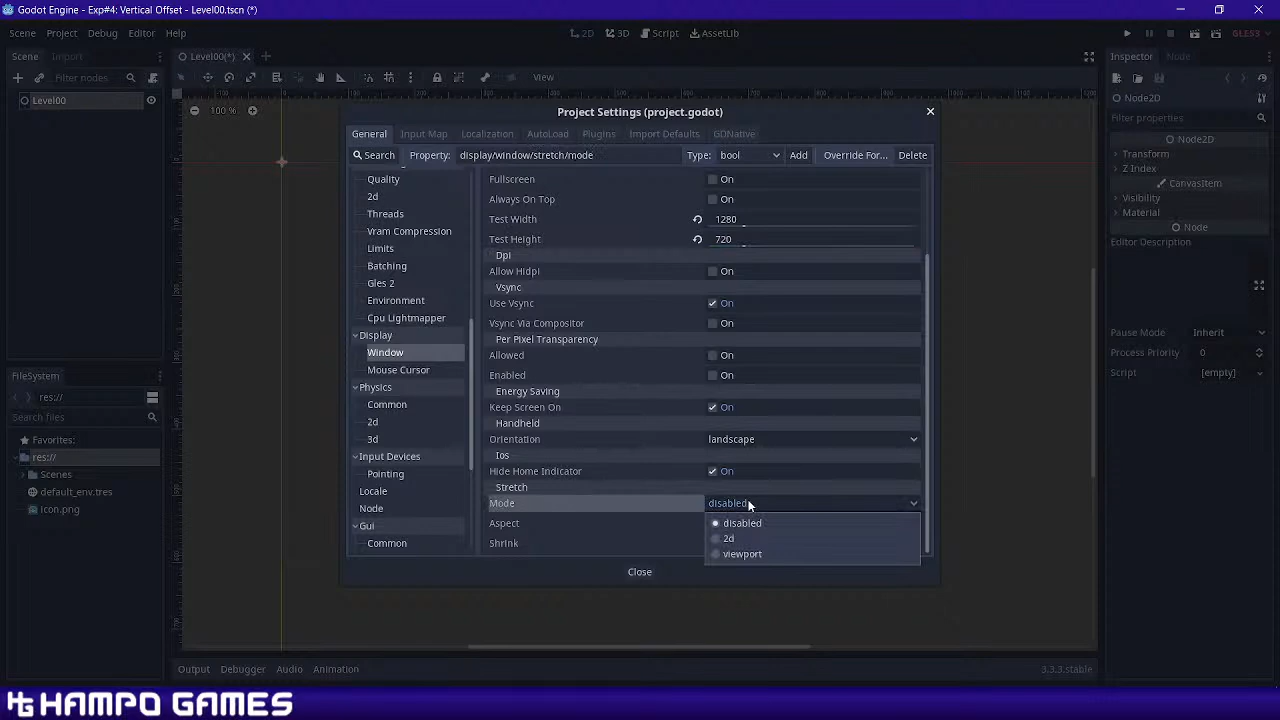 Godot Engine - Exp#4: Vertical Offset - Level00.tscn (*)
Scene Project Debug Editor Help
2D 3D Script AssetLib
GLES3
Scene Import
Level00(*)
Inspector Node
Filter nodes
View
Level00
100 %
Node2D
Filter properties
Node2D
Transform
Z Index
CanvasItem
Visibility
Material
Node
Editor Description
Pause Mode Inherit
Process Priority 0
Script [empty]
Project Settings (project.godot)
General Input Map Localization AutoLoad Plugins Import Defaults GDNative
Search Property: display/window/stretch/mode Type: bool Add Override For... Delete
Quality
2d
Threads
Vram Compression
Limits
Batching
Gles 2
Environment
Cpu Lightmapper
Display
Window
Mouse Cursor
Physics
Common
2d
3d
Input Devices
Pointing
Locale
Node
Gui
Common
Fullscreen On
Always On Top On
Test Width 1280
Test Height 720
Dpi
Allow Hidpi On
Vsync
Use Vsync On
Vsync Via Compositor On
Per Pixel Transparency
Allowed On
Enabled On
Energy Saving
Keep Screen On On
Handheld
Orientation landscape
Ios
Hide Home Indicator On
Stretch
Mode disabled
Aspect
Shrink
disabled
2d
viewport
Close
FileSystem
res://
Search files
Favorites:
res://
Scenes
default_env.tres
icon.png
Output Debugger Audio Animation
3.3.3.stable
HAMPO GAMES